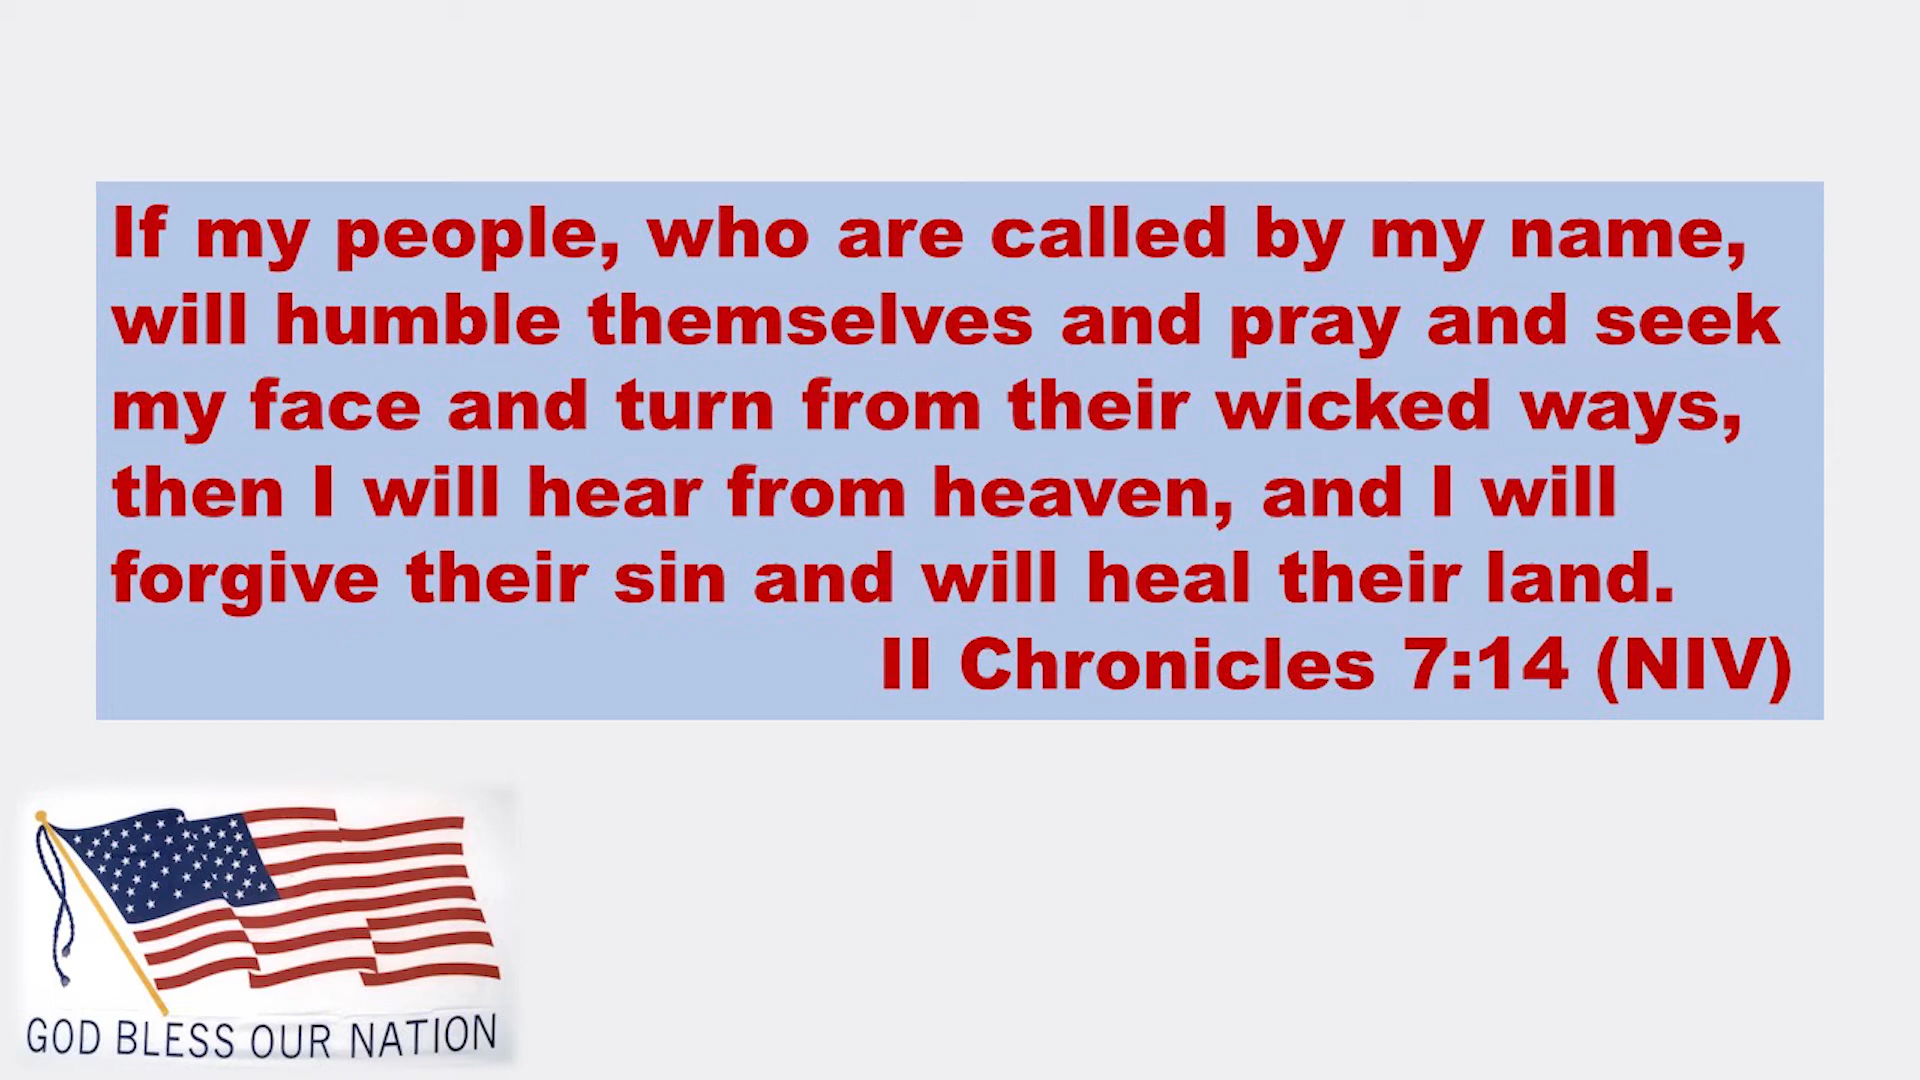 If my people, who are called by my name,
will humble themselves and pray and seek
my face and turn from their wicked ways,
then I will hear from heaven, and I will
forgive their sin and will heal their land.
II Chronicles 7:14 (NIV)
GOD BLESS OUR NATION